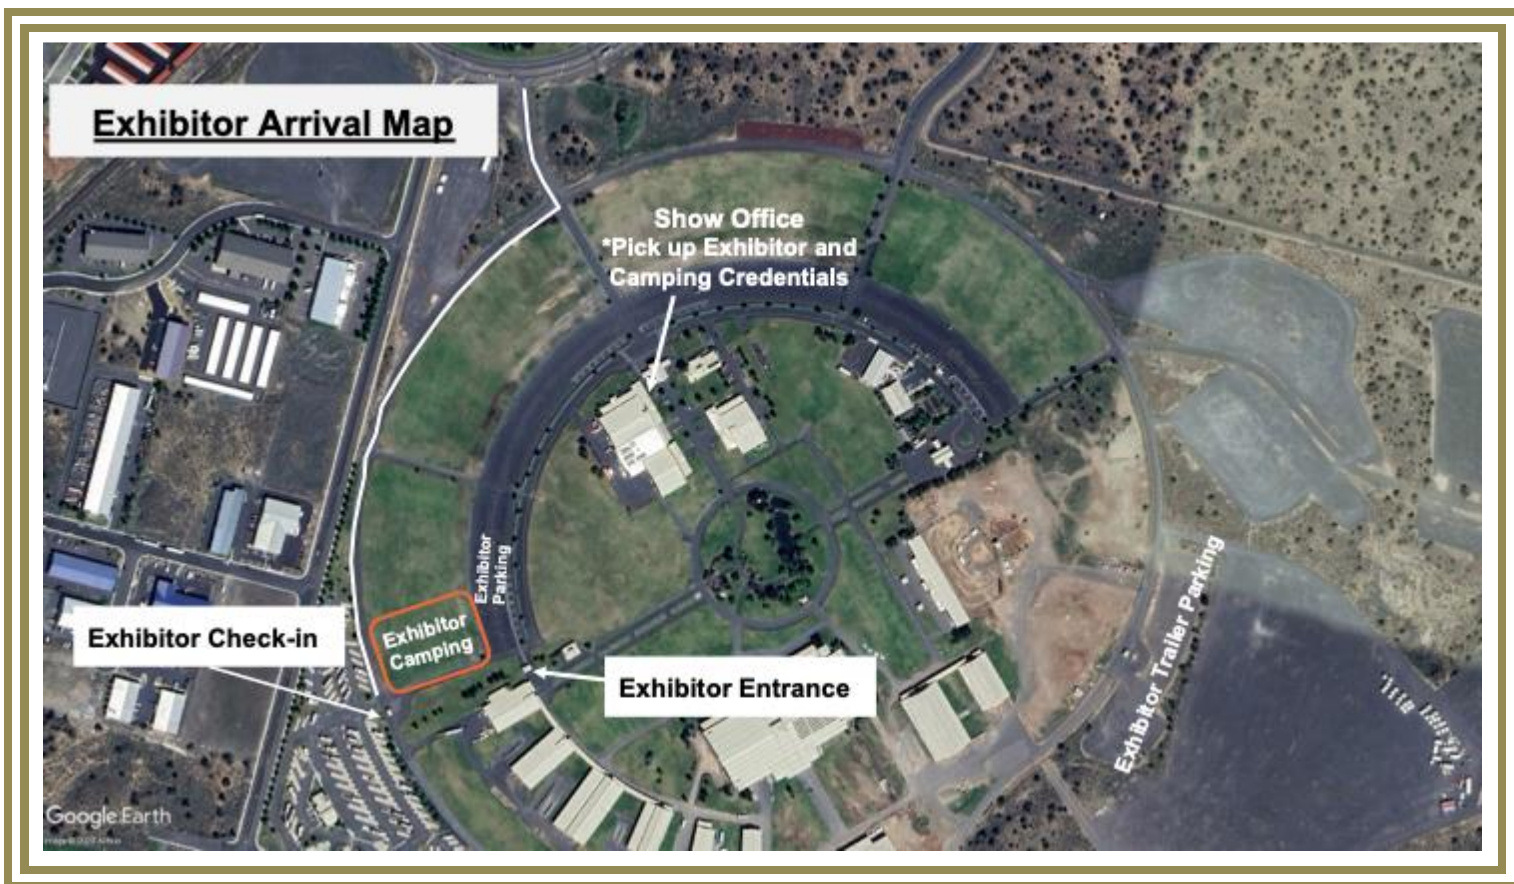 Exhibitor Arrival Map
Show Office
*Pick up Exhibitor and
Camping Credentials
Exhibitor
Parking
Exhibitor
Camping
Exhibitor Check-in
Exhibitor Entrance
Exhibitor Trailer Parking
Google Earth